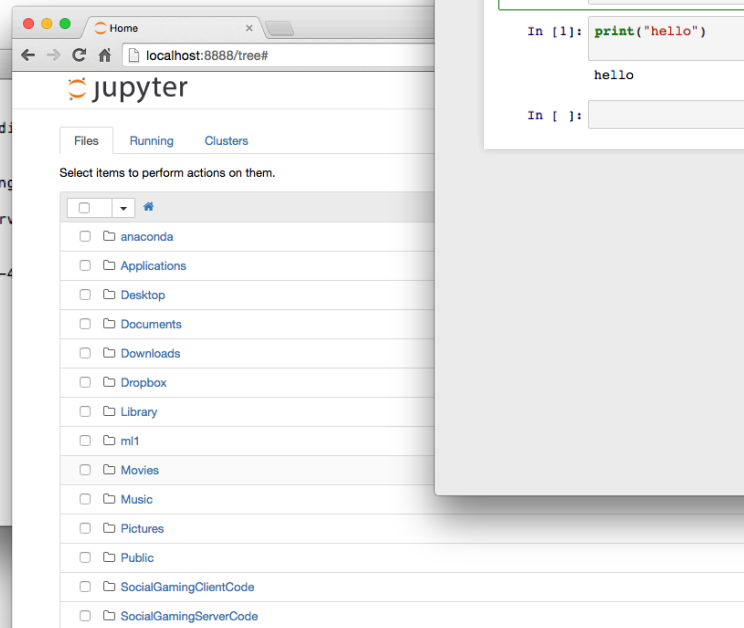 Home
localhost:8888/tree#
jupyter
Files Running Clusters
Select items to perform actions on them.
anaconda
Applications
Desktop
Documents
Downloads
Dropbox
Library
ml1
Movies
Music
Pictures
Public
SocialGamingClientCode
SocialGamingServerCode
In [1]: print("hello")
hello
In [ ]: